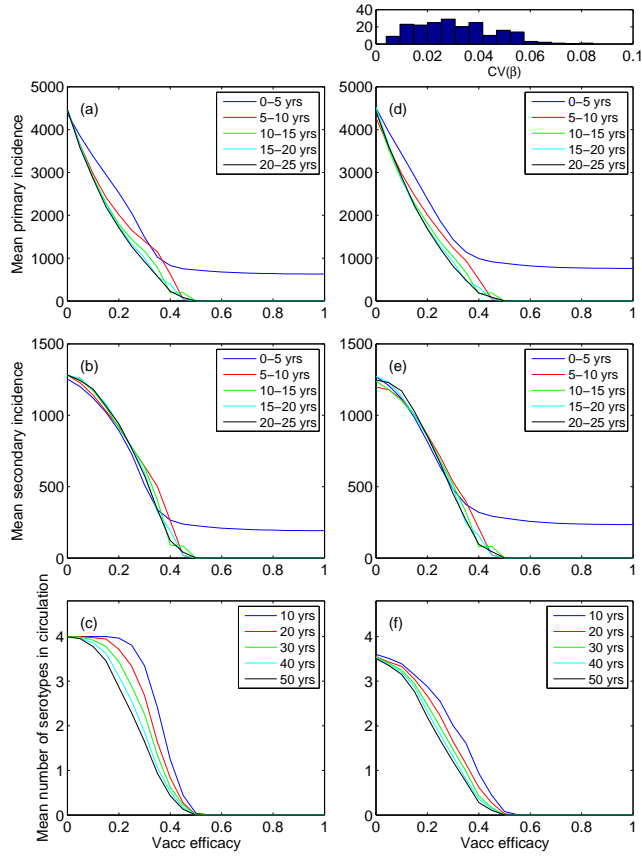 40
20
0
0 0.02 0.04 0.06 0.08 0.1
CV(β)
5000
4000
3000
2000
1000
0
0 0.2 0.4 0.6 0.8 1
Mean primary incidence
(a)
0–5 yrs
5–10 yrs
10–15 yrs
15–20 yrs
20–25 yrs
5000
4000
3000
2000
1000
0
0 0.2 0.4 0.6 0.8 1
(d)
0–5 yrs
5–10 yrs
10–15 yrs
15–20 yrs
20–25 yrs
1500
1000
500
0
0 0.2 0.4 0.6 0.8 1
Mean secondary incidence
(b)
0–5 yrs
5–10 yrs
10–15 yrs
15–20 yrs
20–25 yrs
1500
1000
500
0
0 0.2 0.4 0.6 0.8 1
(e)
0–5 yrs
5–10 yrs
10–15 yrs
15–20 yrs
20–25 yrs
4
3
2
1
0
0 0.2 0.4 0.6 0.8 1
Mean number of serotypes in circulation
Vacc efficacy
(c)
10 yrs
20 yrs
30 yrs
40 yrs
50 yrs
4
3
2
1
0
0 0.2 0.4 0.6 0.8 1
Vacc efficacy
(f)
10 yrs
20 yrs
30 yrs
40 yrs
50 yrs